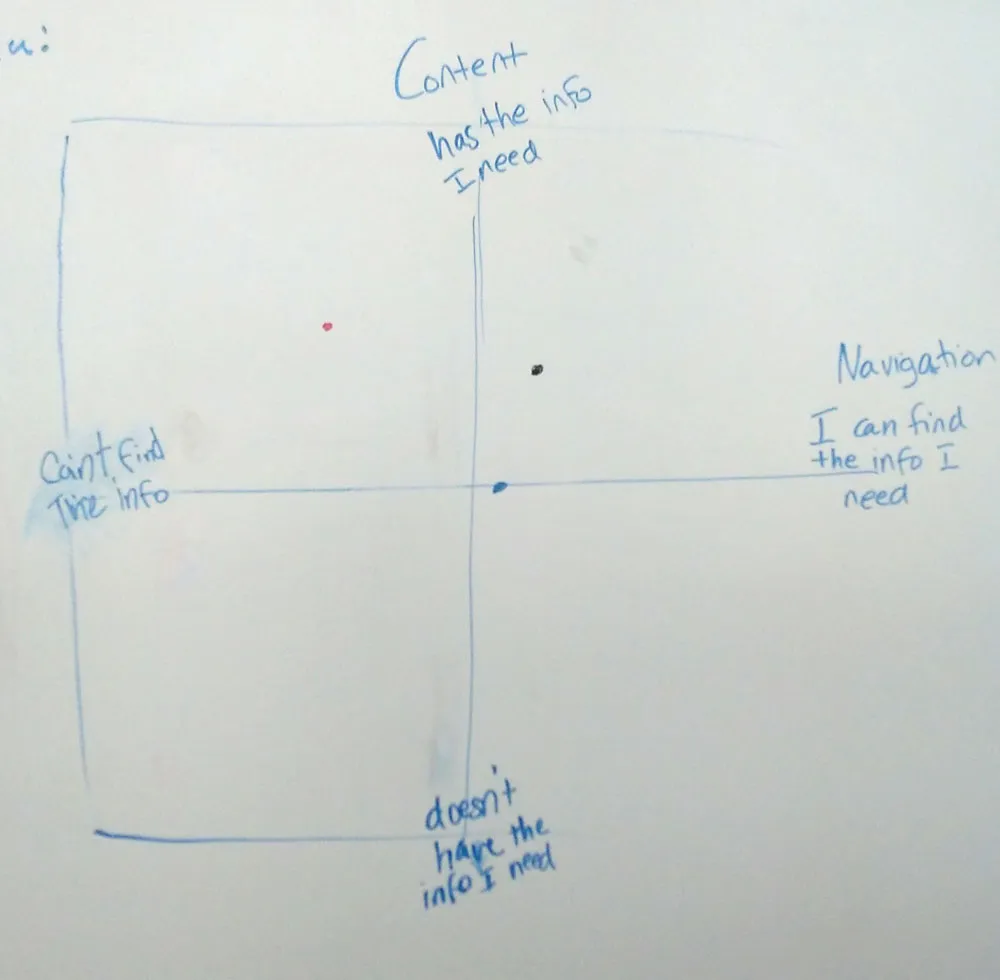 Content
has the info
I need
Navigation
I can find
the info I
need
Can't find
The info
doesn't
have the
info I need